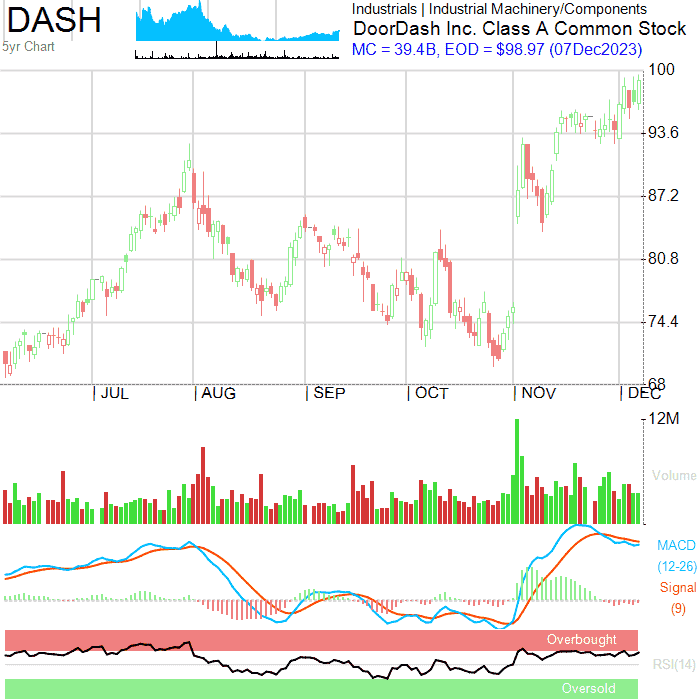 DASH
5yr Chart
Industrials | Industrial Machinery/Components
DoorDash Inc. Class A Common Stock
MC = 39.4B, EOD = $98.97 (07Dec2023)
100
93.6
87.2
80.8
74.4
68
| JUL | AUG | SEP | OCT | NOV | DEC
12M
Volume
MACD
(12-26)
Signal
(9)
Overbought
RSI(14)
Oversold